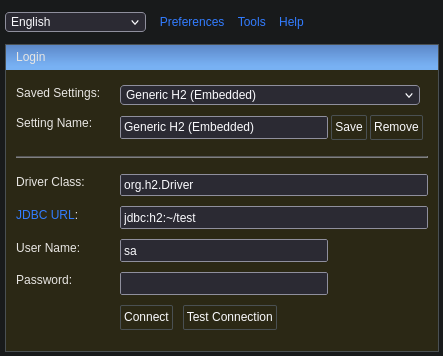 English Preferences Tools Help
Login
Saved Settings: Generic H2 (Embedded)
Setting Name: Generic H2 (Embedded) Save Remove
Driver Class: org.h2.Driver
JDBC URL: jdbc:h2:~/test
User Name: sa
Password:
Connect Test Connection